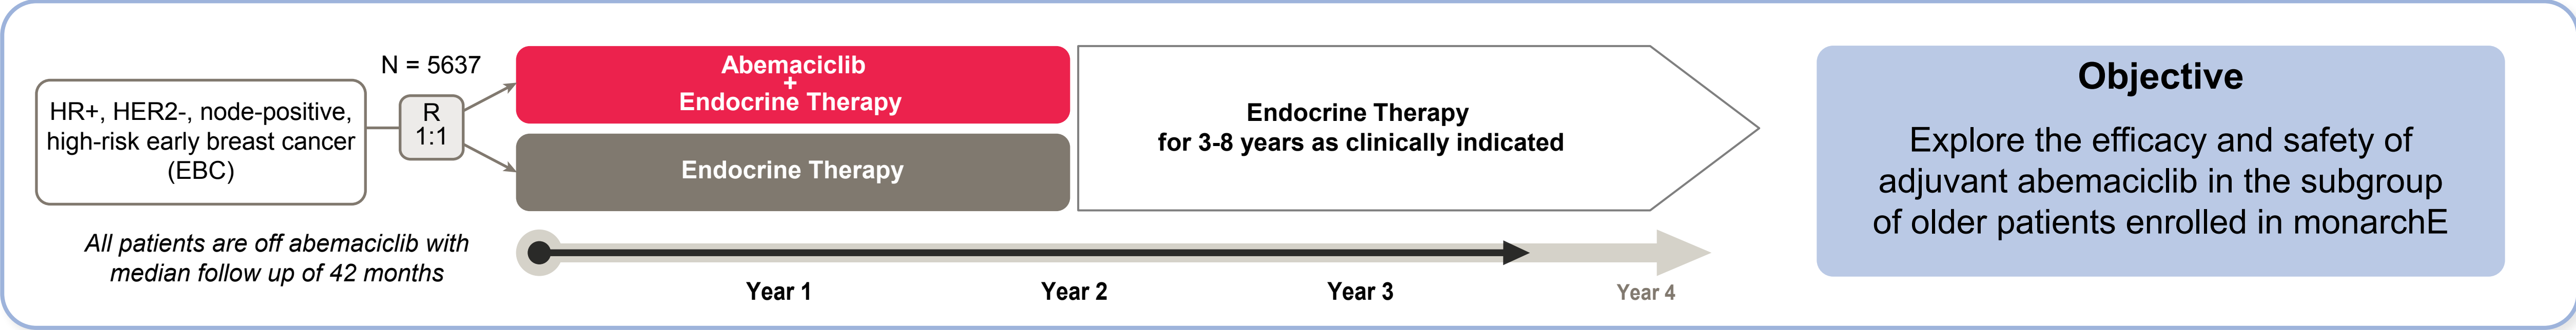 HR+, HER2-, node-positive,
high-risk early breast cancer
(EBC)
N = 5637
R
1:1
Abemaciclib
+
Endocrine Therapy
Endocrine Therapy
Endocrine Therapy
for 3-8 years as clinically indicated
All patients are off abemaciclib with
median follow up of 42 months
Year 1
Year 2
Year 3
Year 4
Objective
Explore the efficacy and safety of
adjuvant abemaciclib in the subgroup
of older patients enrolled in monarchE